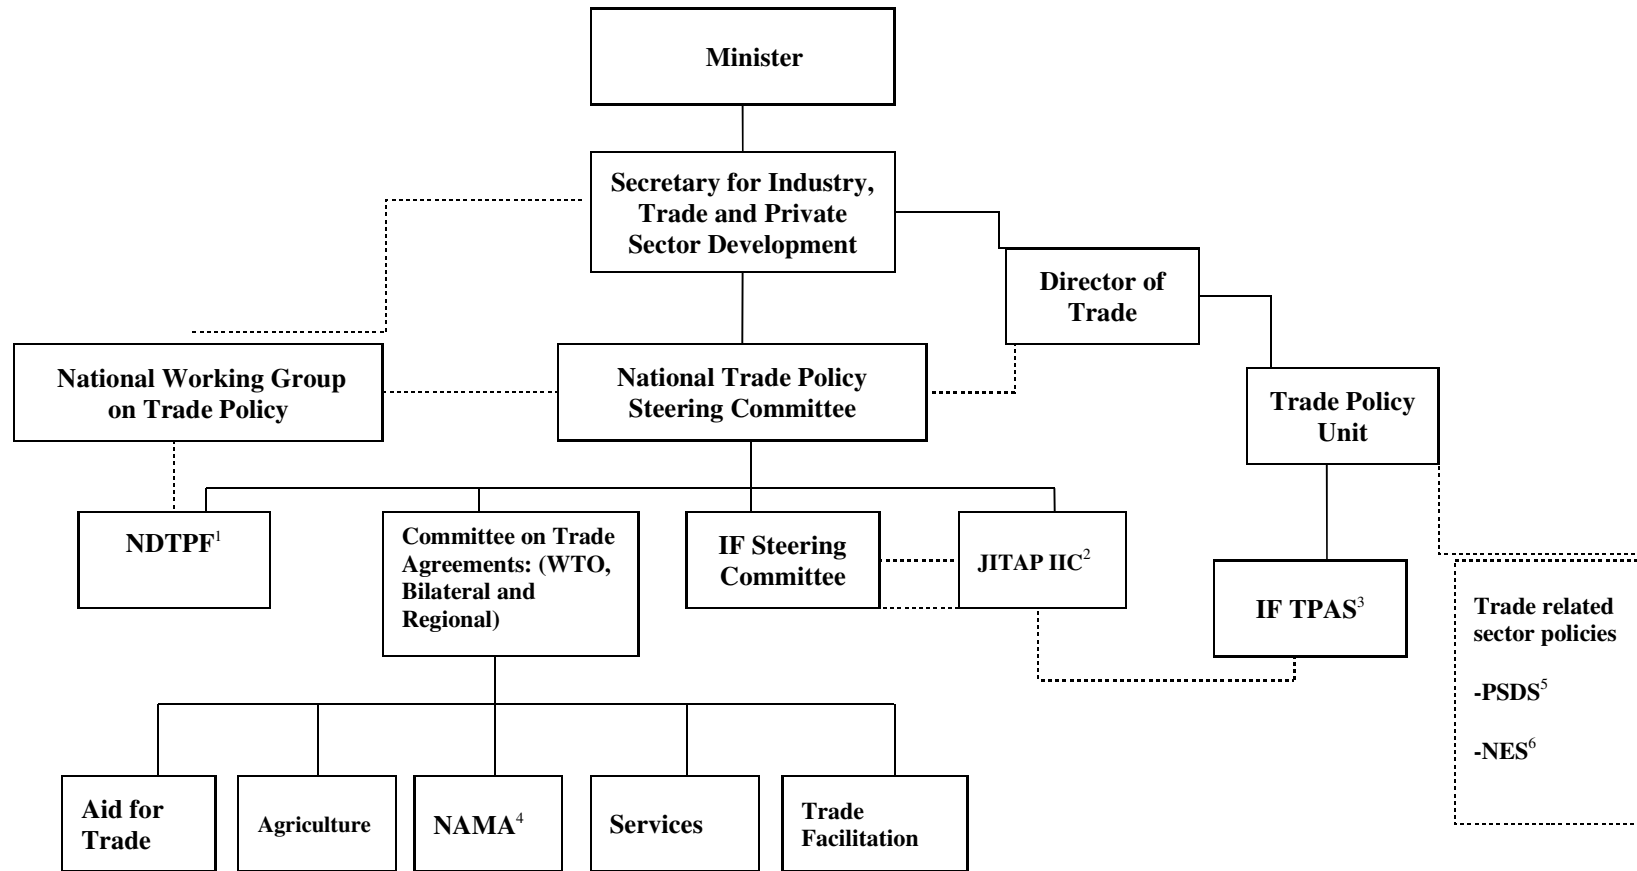 Minister
Secretary for Industry,
Trade and Private
Sector Development
Director of
Trade
National Working Group
on Trade Policy
National Trade Policy
Steering Committee
Trade Policy
Unit
NDTPF¹
Committee on Trade
Agreements: (WTO,
Bilateral and
Regional)
IF Steering
Committee
JITAP IIC²
IF TPAS³
Trade related
sector policies
-PSDS⁵
-NES⁶
Aid for
Trade
Agriculture
NAMA⁴
Services
Trade
Facilitation